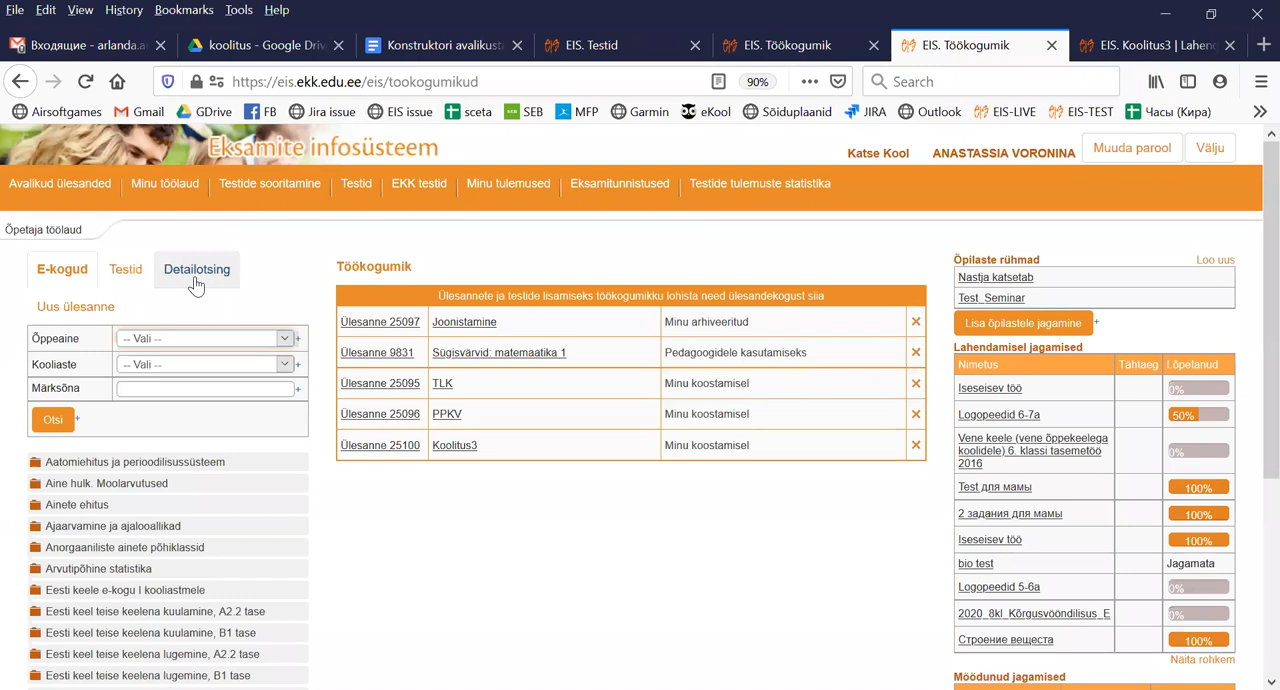 File Edit View History Bookmarks Tools Help
Входящие - arlanda.a
koolitus - Google Driv
Konstruktori avalikusta
EIS. Testid
EIS. Töökogumik
EIS. Töökogumik
EIS. Koolitus3 | Lahen
https://eis.ekk.edu.ee/eis/tookogumikud
90%
Search
Airsoftgames Gmail GDrive FB Jira issue EIS issue sceta SEB MFP Garmin eKool Sõiduplaanid JIRA Outlook EIS-LIVE EIS-TEST Часы (Кира)
Eksamite infosüsteem
Katse Kool ANASTASSIA VORONINA Muuda parool Välju
Avalikud ülesanded Minu töölaud Testide sooritamine Testid EKK testid Minu tulemused Eksamitunnistused Testide tulemuste statistika
Õpetaja töölaud
E-kogud Testid Detailotsing
Uus ülesanne
Õppeaine -- Vali -- +
Kooliaste -- Vali -- +
Märksõna +
Otsi +
Aatomiehitus ja perioodilisussüsteem
Aine hulk. Moolarvutused
Ainete ehitus
Ajaarvamine ja ajalooallikad
Anorgaaniliste ainete põhiklassid
Arvutipõhine statistika
Eesti keele e-kogu I kooliastmele
Eesti keel teise keelena kuulamine, A2.2 tase
Eesti keel teise keelena kuulamine, B1 tase
Eesti keel teise keelena lugemine, A2.2 tase
Eesti keel teise keelena lugemine, B1 tase
Töökogumik
Ülesannete ja testide lisamiseks töökogumikku lohista need ülesandekogust siia
Ülesanne 25097 Joonistamine Minu arhiveeritud
Ülesanne 9831 Sügisvärvid: matemaatika 1 Pedagoogidele kasutamiseks
Ülesanne 25095 TLK Minu koostamisel
Ülesanne 25096 PPKV Minu koostamisel
Ülesanne 25100 Koolitus3 Minu koostamisel
Õpilaste rühmad Loo uus
Nastja katsetab
Test_Seminar
Lisa õpilastele jagamine +
Lahendamisel jagamised
Nimetus Tähtaeg Lõpetanud
Iseseisev töö 0%
Logopeedid 6-7a 50%
Vene keele (vene õppekeelega
koolidele) 6. klassi tasemetöö 0%
2016
Test для мамы 100%
2 задания для мамы 100%
Iseseisev töö 100%
bio test Jagamata
Logopeedid 5-6a 0%
2020_8kl_Kõrgusvööndilisus_E 0%
Строение вещества 100%
Näita rohkem
Möödunud jagamised